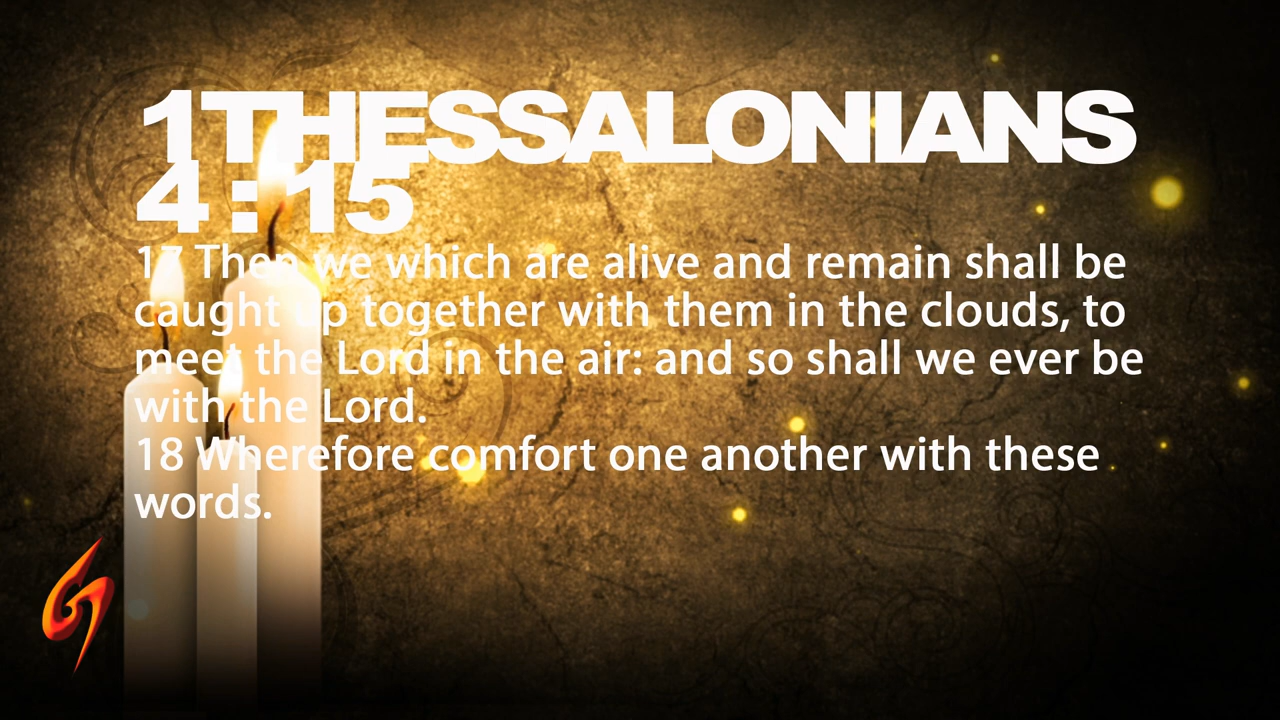 1THESSALONIANS
4 : 15
17 Then we which are alive and remain shall be
caught up together with them in the clouds, to
meet the Lord in the air: and so shall we ever be
with the Lord.
18 Wherefore comfort one another with these
words.